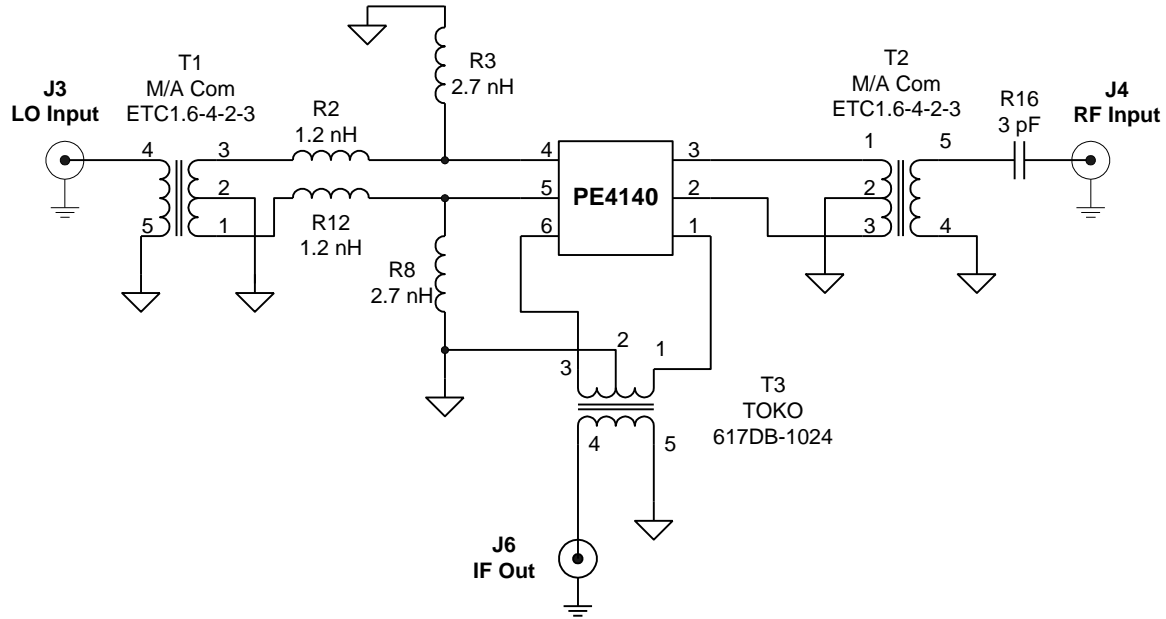 J3
LO Input
T1
M/A Com
ETC1.6-4-2-3
R2
1.2 nH
R3
2.7 nH
T2
M/A Com
ETC1.6-4-2-3
R16
3 pF
J4
RF Input
4
3
4
3
1
5
2
5
2
2
5
1
6
1
3
4
PE4140
R12
1.2 nH
R8
2.7 nH
3
2
1
T3
TOKO
617DB-1024
4
5
J6
IF Out